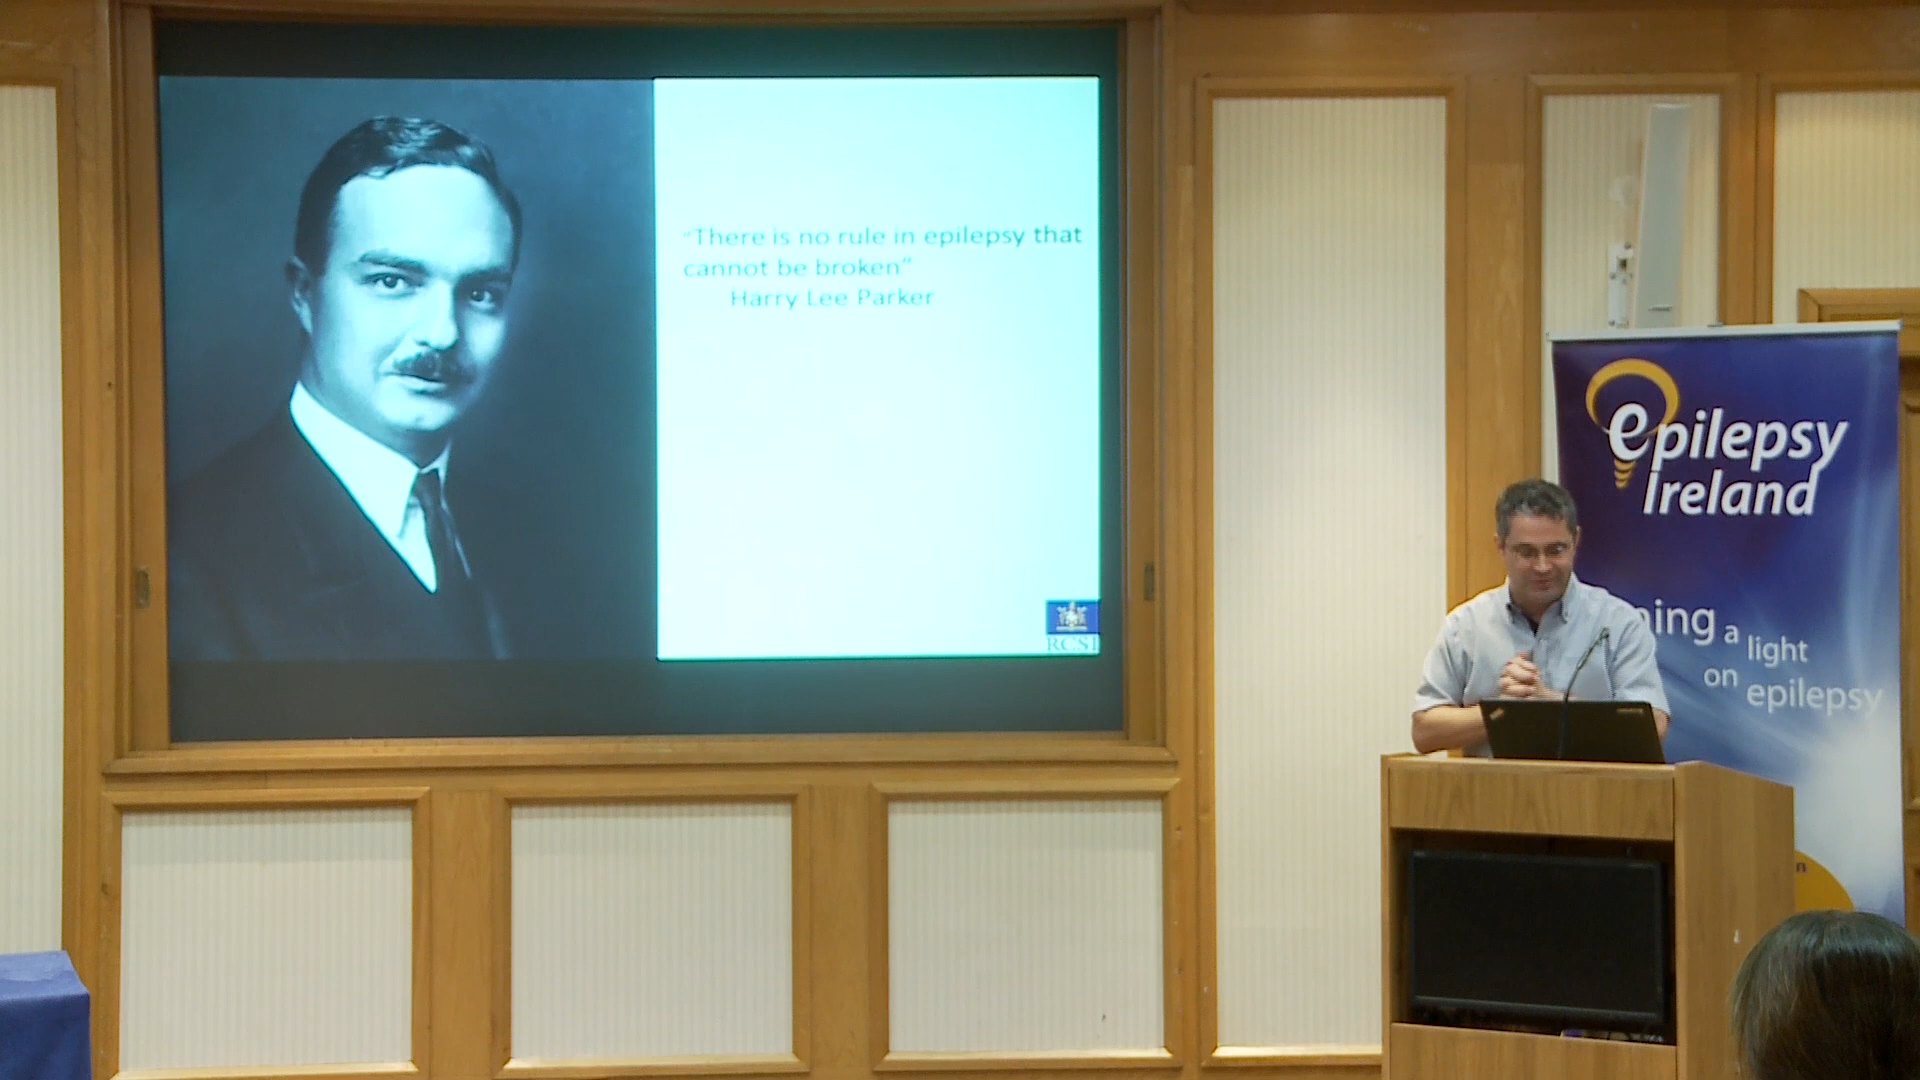 “There is no rule in epilepsy that
cannot be broken”
Harry Lee Parker
RCSI
epilepsy
Ireland
ning a light
on epilepsy